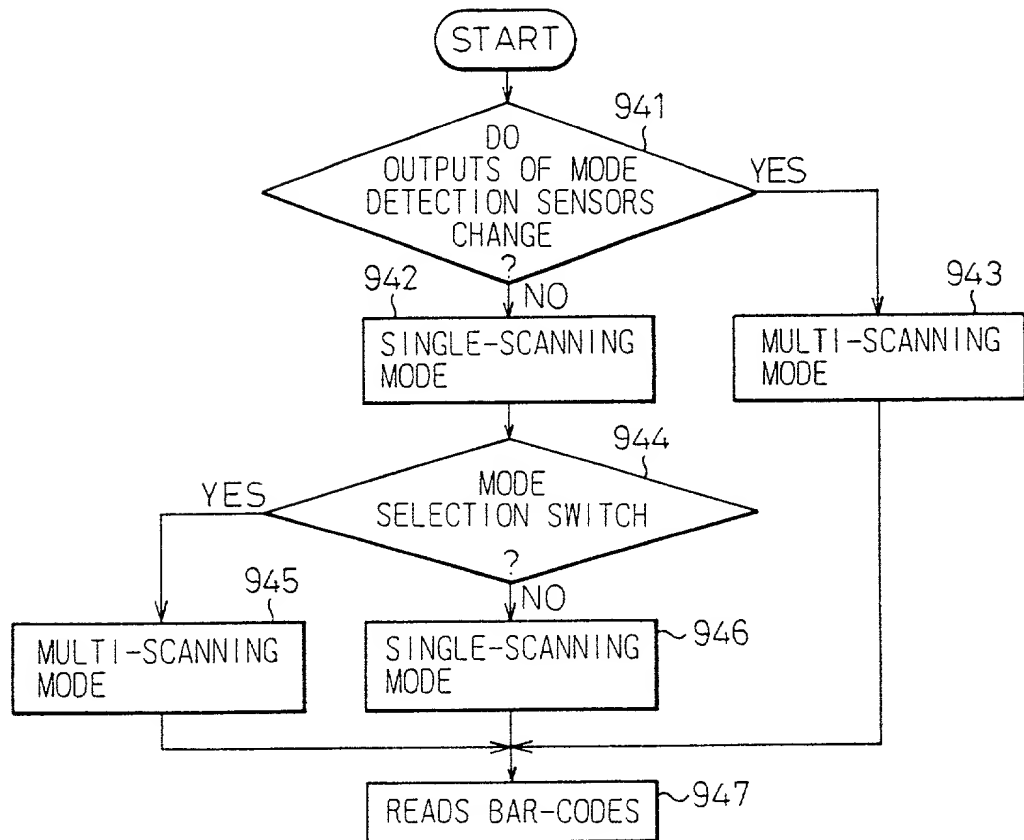 START
941
DO
OUTPUTS OF MODE
DETECTION SENSORS
CHANGE
?
YES
942
NO
943
SINGLE-SCANNING
MODE
MULTI-SCANNING
MODE
944
YES
MODE
SELECTION SWITCH
?
945
NO
946
MULTI-SCANNING
MODE
SINGLE-SCANNING
MODE
READS BAR-CODES
947